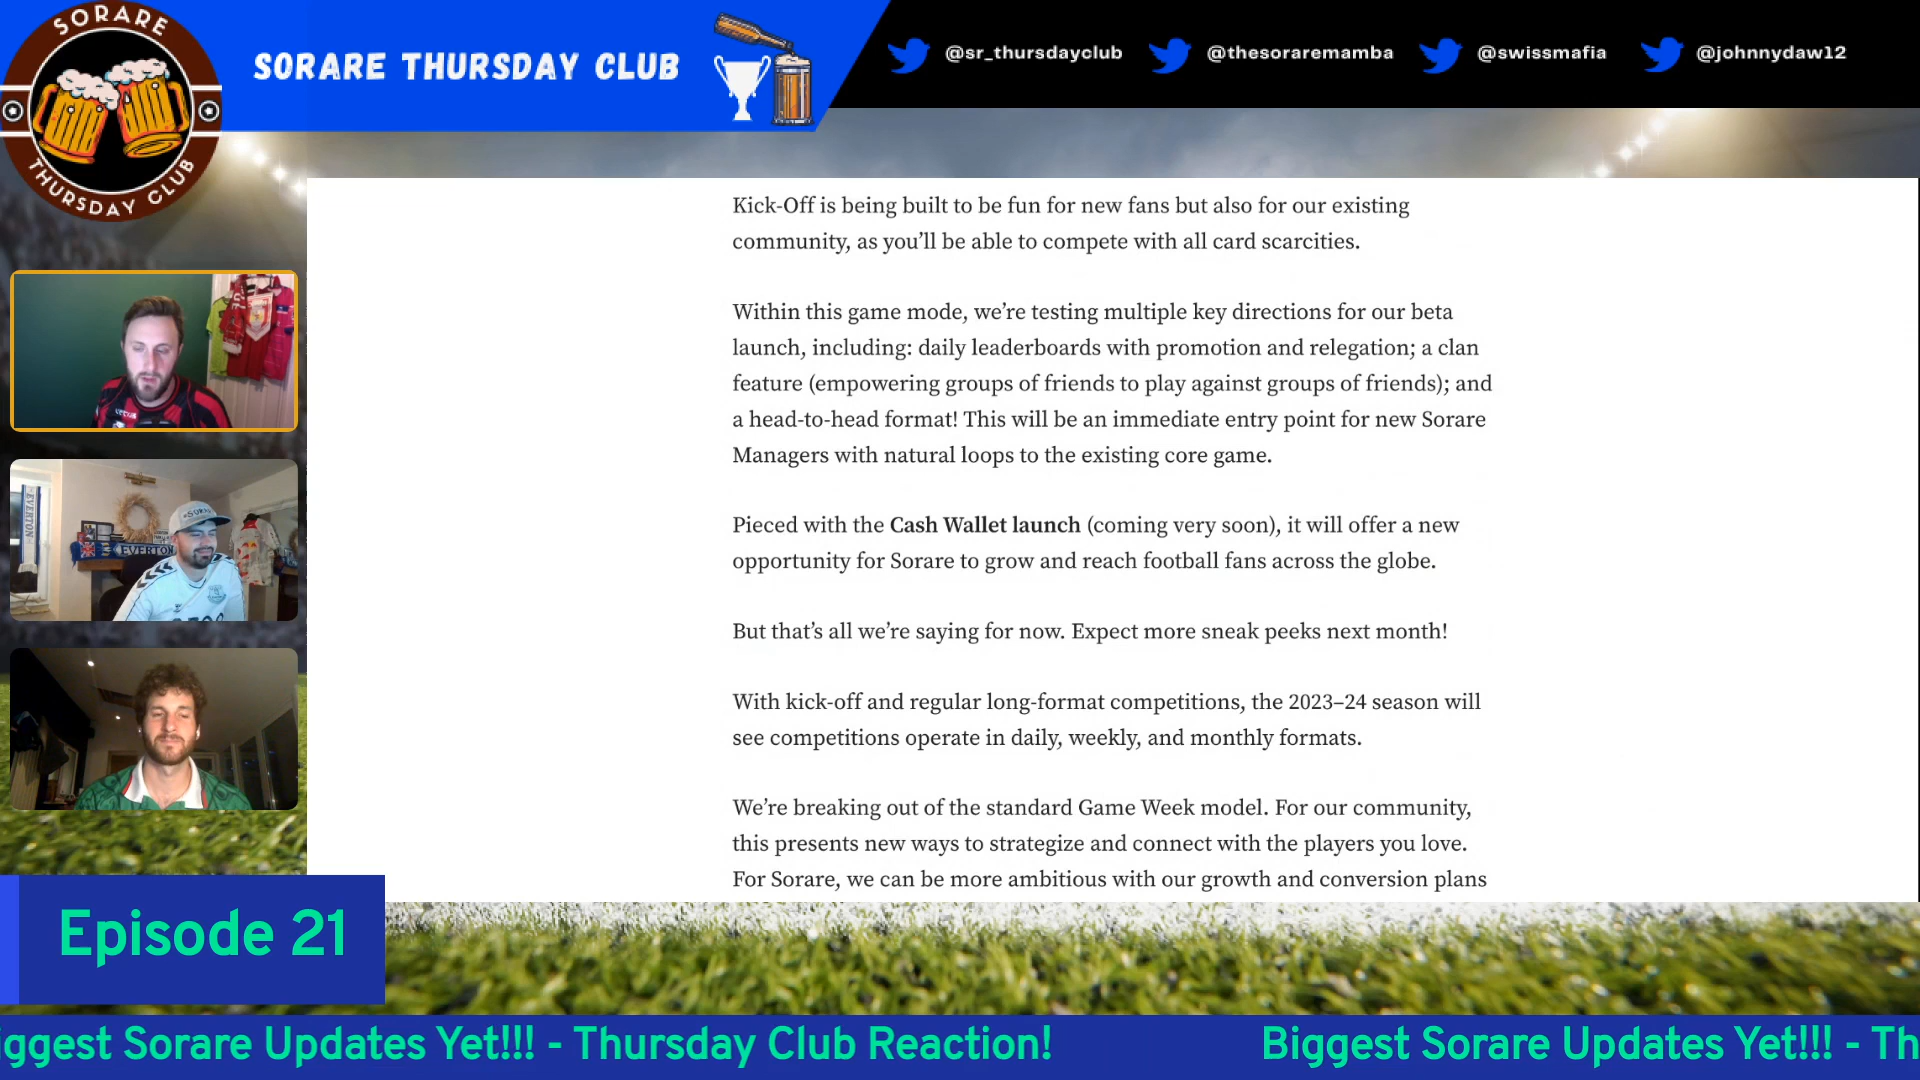 SORARE
THURSDAY CLUB
SORARE THURSDAY CLUB
@sr_thursdayclub
@thesoraremamba
@swissmafia
@johnnydaw12
Kick-Off is being built to be fun for new fans but also for our existing
community, as you’ll be able to compete with all card scarcities.
Within this game mode, we’re testing multiple key directions for our beta
launch, including: daily leaderboards with promotion and relegation; a clan
feature (empowering groups of friends to play against groups of friends); and
a head-to-head format! This will be an immediate entry point for new Sorare
Managers with natural loops to the existing core game.
Pieced with the Cash Wallet launch (coming very soon), it will offer a new
opportunity for Sorare to grow and reach football fans across the globe.
But that’s all we’re saying for now. Expect more sneak peeks next month!
With kick-off and regular long-format competitions, the 2023–24 season will
see competitions operate in daily, weekly, and monthly formats.
We’re breaking out of the standard Game Week model. For our community,
this presents new ways to strategize and connect with the players you love.
For Sorare, we can be more ambitious with our growth and conversion plans
EVERTON
EVERTON
Episode 21
iggest Sorare Updates Yet!!! - Thursday Club Reaction!
Biggest Sorare Updates Yet!!! - Th